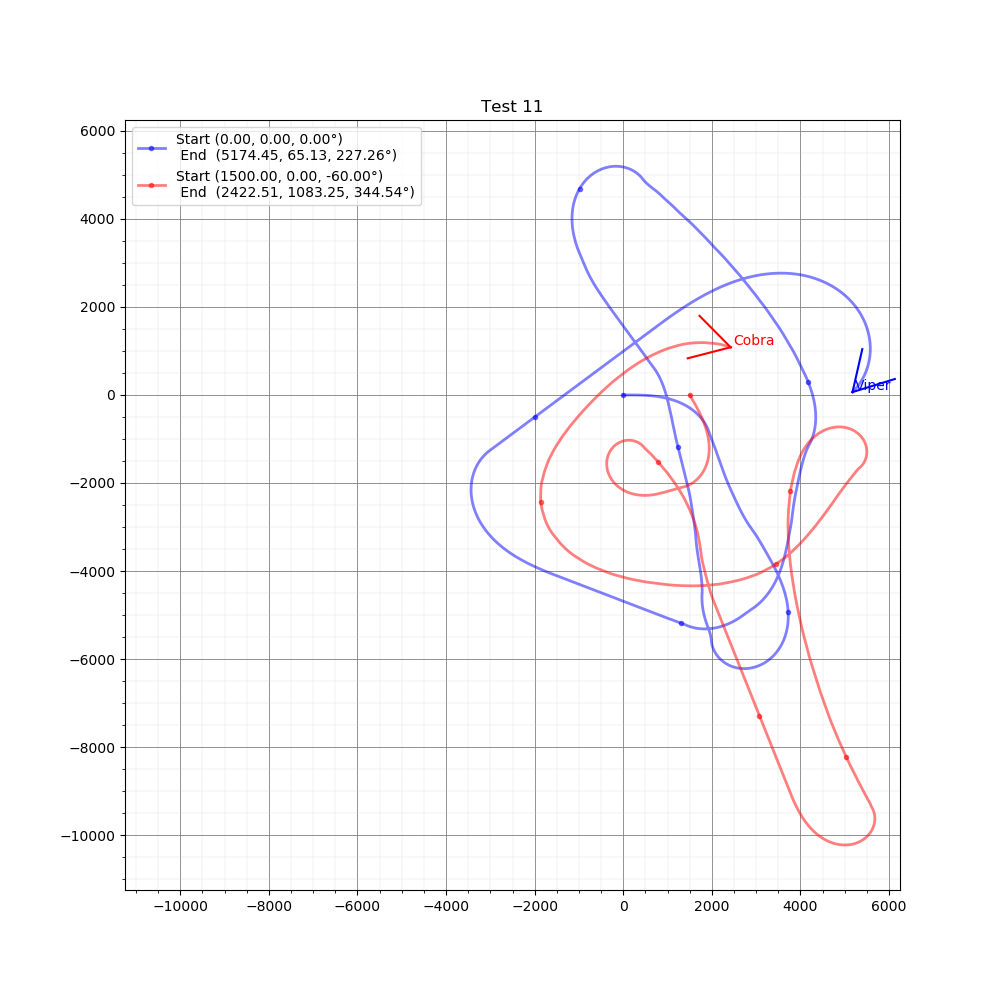 Test 11
Start (0.00, 0.00, 0.00°)
End (5174.45, 65.13, 227.26°)
Start (1500.00, 0.00, -60.00°)
End (2422.51, 1083.25, 344.54°)
6000
4000
2000
0
−2000
−4000
−6000
−8000
−10000
Cobra
Viper
−10000 −8000 −6000 −4000 −2000 0 2000 4000 6000